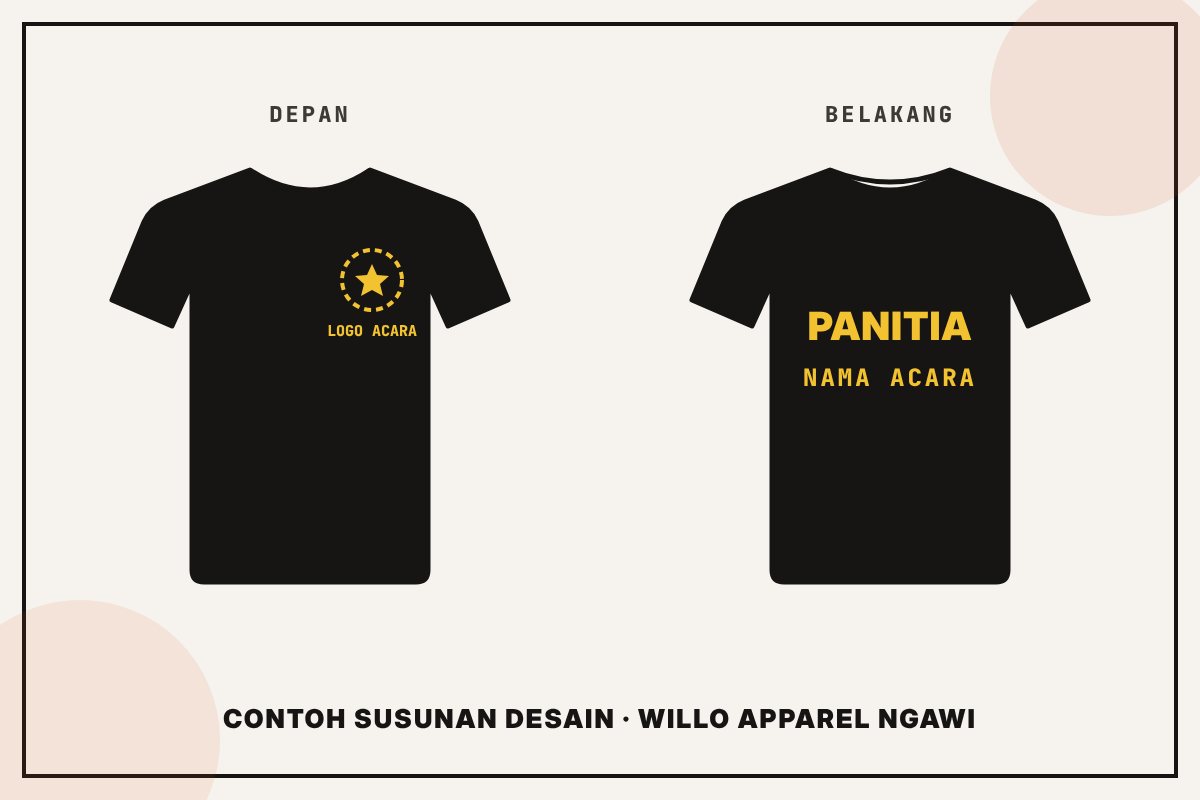 DEPAN
BELAKANG
LOGO ACARA
PANITIA
NAMA ACARA
CONTOH SUSUNAN DESAIN · WILLO APPAREL NGAWI